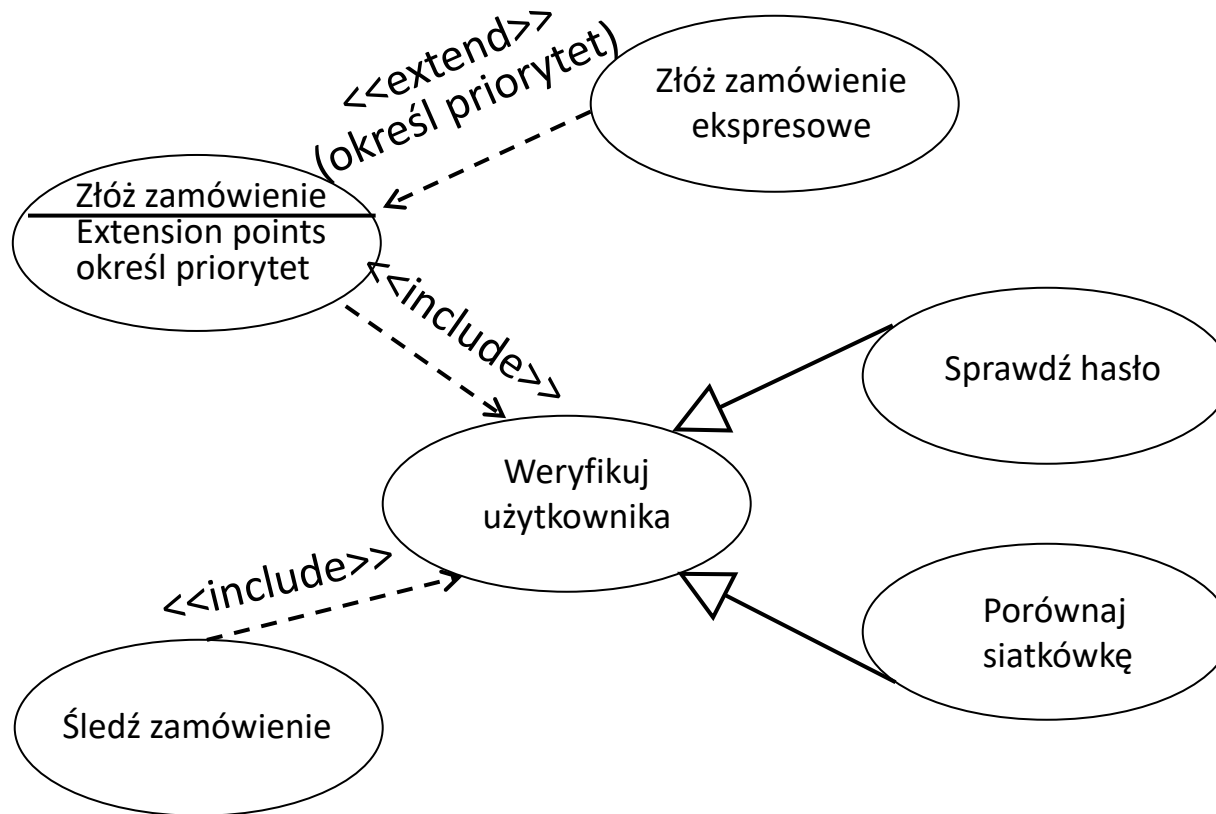 <<extend>>
(określ priorytet)
Złóż zamówienie
ekspresowe
Złóż zamówienie
Extension points
określ priorytet
<<include>>
Sprawdź hasło
Weryfikuj
użytkownika
<<include>>
Porównaj
siatkówkę
Śledź zamówienie